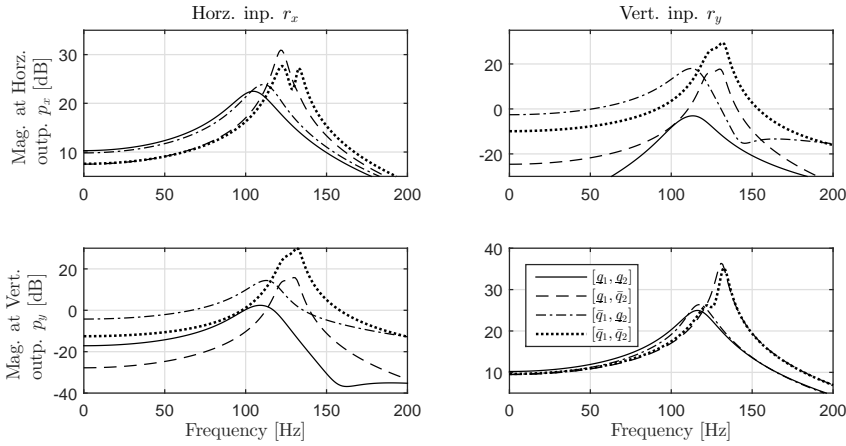 Horz. inp. r_x
Vert. inp. r_y
Mag. at Horz.
outp. p_x [dB]
30
20
10
0 50 100 150 200
20
0
-20
0 50 100 150 200
Mag. at Vert.
outp. p_y [dB]
20
0
-20
-40
0 50 100 150 200
Frequency [Hz]
40
30
20
10
0 50 100 150 200
Frequency [Hz]
[q̲₁, q̲₂]
[q̲₁, q̄₂]
[q̄₁, q̲₂]
[q̄₁, q̄₂]